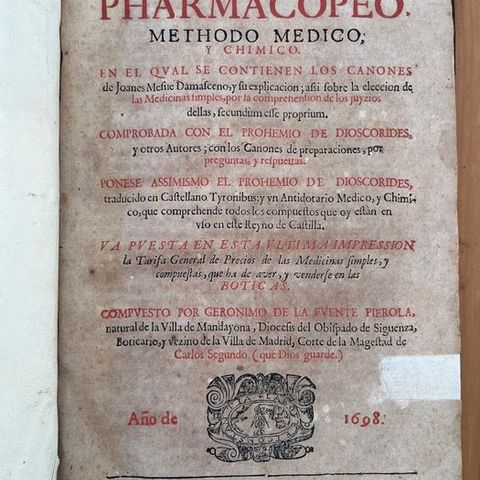 PHARMACOPEO.
METHODO MEDICO,
Y CHIMICO.
EN EL QVAL SE CONTIENEN LOS CANONES
de Joanes Mesue Damasceno, y su explicacion; assi sobre la eleccion de
las Medicinas simples, por la comprehension de los juyzios
dellas, secundum esse proprium.
COMPROBADA CON EL PROHEMIO DE DIOSCORIDES,
y otros Autores; con los Canones de preparaciones, por
preguntas, y respuestas.
PONESE ASSIMISMO EL PROHEMIO DE DIOSCORIDES,
traducido en Castellano Tyronibus: y vn Antidotario Medico, y Chimi-
co, que comprehende todos los compuestos que oy están en
vso en este Reyno de Castilla.
VA PVESTA EN ESTA VLTIMA IMPRESSION
la Tarifa General de Precios de las Medicinas simples, y
compuestas, que ha de aver, y venderse en las
BOTICAS.
COMPVESTO POR GERONIMO DE LA FVENTE PIEROLA,
natural de la Villa de Mandayona, Diocesis del Obispado de Siguenza,
Boticario, y vezino de la Villa de Madrid, Corte de la Magestad de
Carlos Segundo (que Dios guarde.)
Año de 1698.